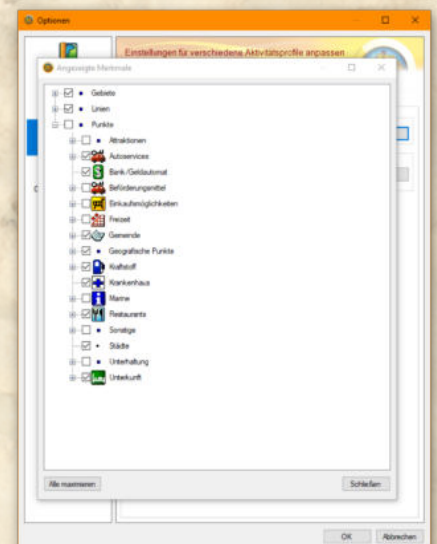 Optionen
Einstellungen für verschiedene Aktivitätsprofile anpassen
Angezeigte Merkmale
Gebiete
Linien
Punkte
Attraktionen
Autoservices
Bank/Geldautomat
Beförderungsmittel
Einkaufsmöglichkeiten
Freizeit
Gemeinde
Geografische Punkte
Kraftstoff
Krankenhaus
Marine
Restaurants
Sonstige
Städte
Unterhaltung
Unterkunft
Alle maximieren
Schließen
OK
Abbrechen